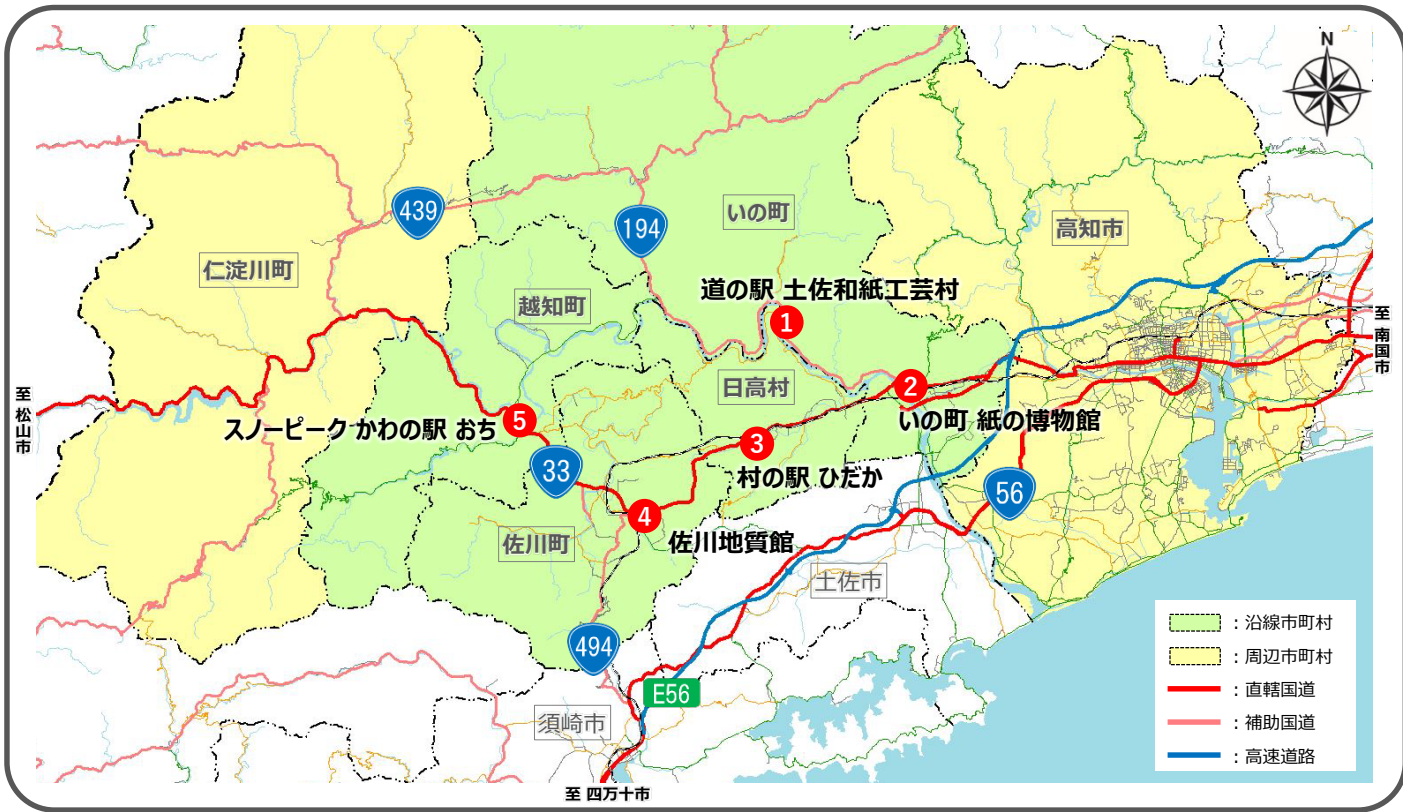 N
439
194
いの町
高知市
仁淀川町
越知町
道の駅 土佐和紙工芸村
1
至 南国市
日高村
2
いの町 紙の博物館
至 松山市
スノーピーク かわの駅 おち
5
3
村の駅 ひだか
33
56
4
佐川町
佐川地質館
土佐市
494
E56
須崎市
至 四万十市
：沿線市町村
：周辺市町村
：直轄国道
：補助国道
：高速道路